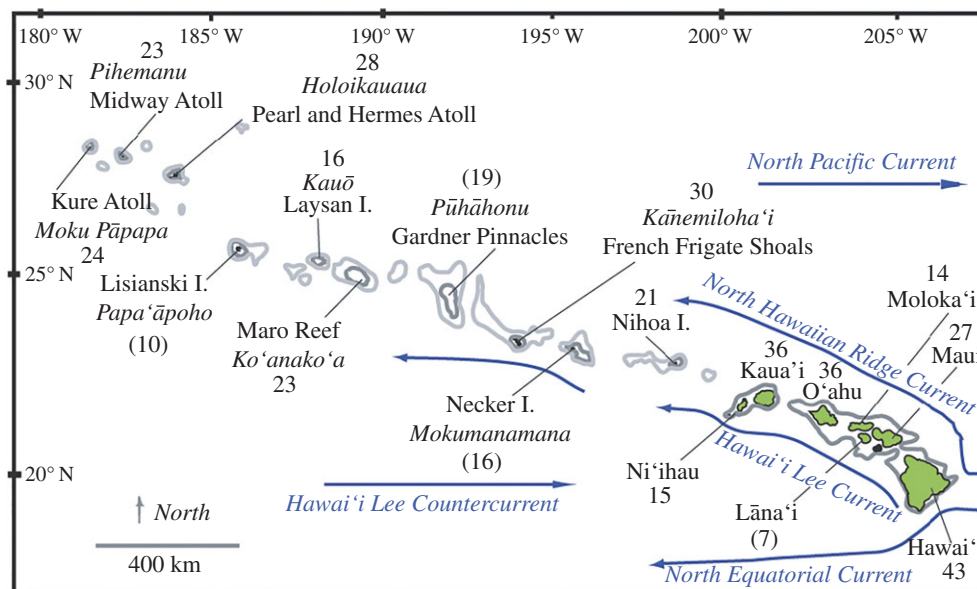 180° W 185° W 190° W 195° W 200° W 205° W
30° N
25° N
20° N
23
Pihemanu
Midway Atoll
28
Holoikauaua
Pearl and Hermes Atoll
Kure Atoll
Moku Pāpapa
24
16
Kauō
Laysan I.
(19)
Pūhāhonu
Gardner Pinnacles
30
Kānemiloha‘i
French Frigate Shoals
North Pacific Current
Lisianski I.
Papa‘āpoho
(10)
Maro Reef
Ko‘anako‘a
23
21
Nihoa I.
14
Moloka‘i
27
Maui
North Hawaiian Ridge Current
36
Kaua‘i
36
O‘ahu
Necker I.
Mokumanamana
(16)
Ni‘ihau
15
Hawai‘i Lee Current
Lāna‘i
(7)
Hawai‘
43
North
400 km
Hawai‘i Lee Countercurrent
North Equatorial Current